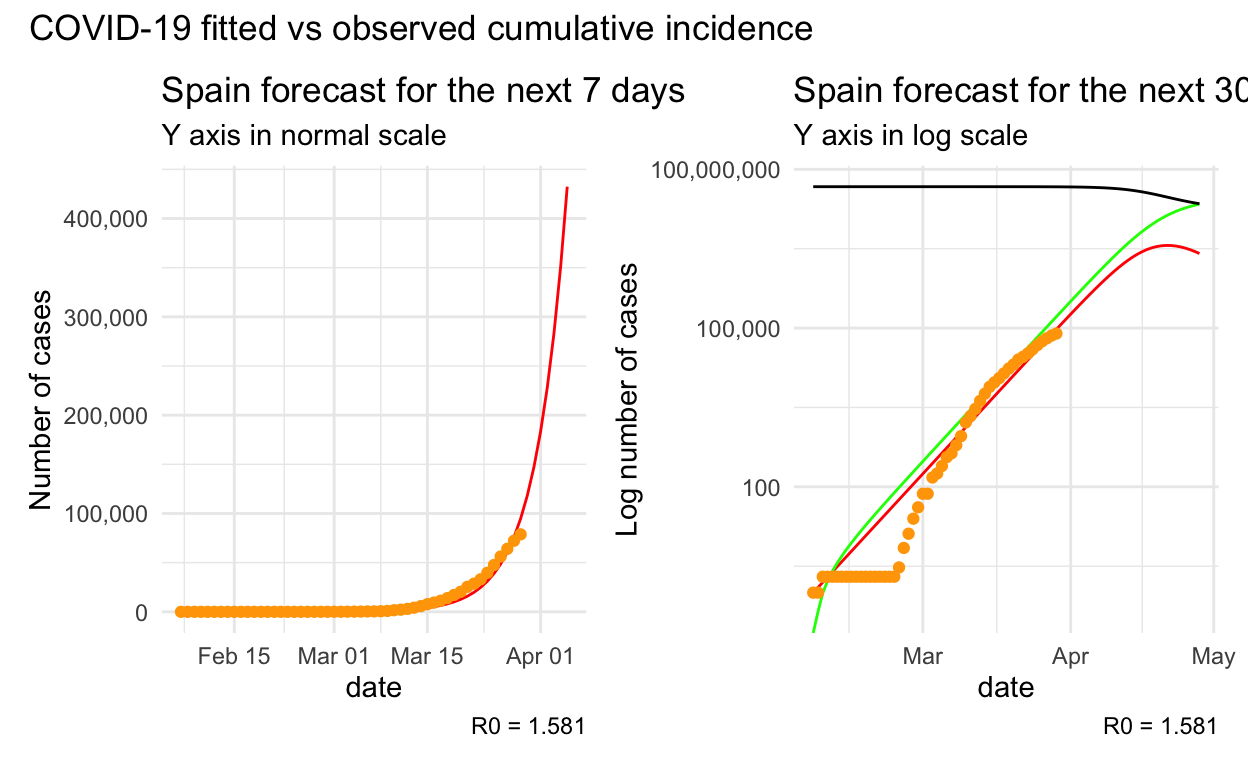 COVID-19 fitted vs observed cumulative incidence
Spain forecast for the next 7 days
Y axis in normal scale
Number of cases
400,000
300,000
200,000
100,000
0
Feb 15
Mar 01
Mar 15
Apr 01
date
R0 = 1.581
Spain forecast for the next 30
Y axis in log scale
Log number of cases
100,000,000
100,000
100
Mar
Apr
May
date
R0 = 1.581